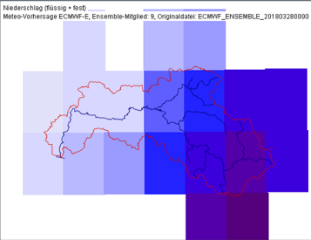 Niederschlag (flüssig + fest)
Meteo-Vorhersage ECMWF-E, Ensemble-Mitglied: 9, Originaldatei: ECMWF_ENSEMBLE_201803280000